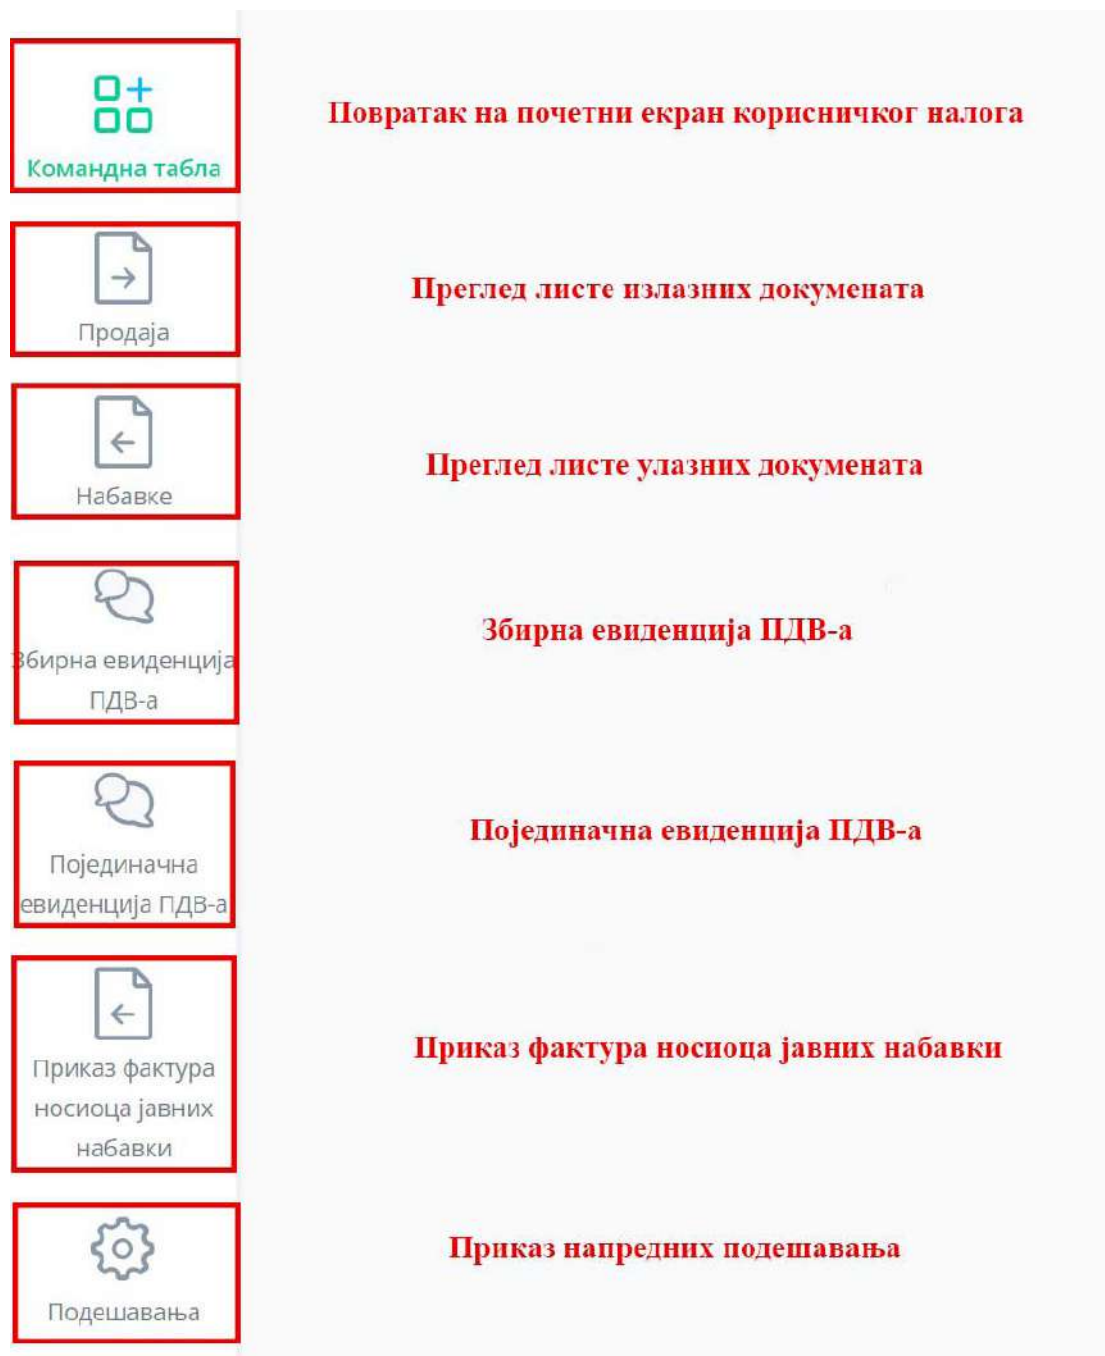 Командна табла
Повратак на почетни екран корисничког налога
Продаја
Преглед листе излазних докумената
Набавке
Преглед листе улазних докумената
Збирна евиденција
ПДВ-а
Збирна евиденција ПДВ-а
Појединачна
евиденција ПДВ-а
Појединачна евиденција ПДВ-а
Приказ фактура
носиоца јавних
набавки
Приказ фактура носиоца јавних набавки
Подешавања
Приказ напредних подешавања